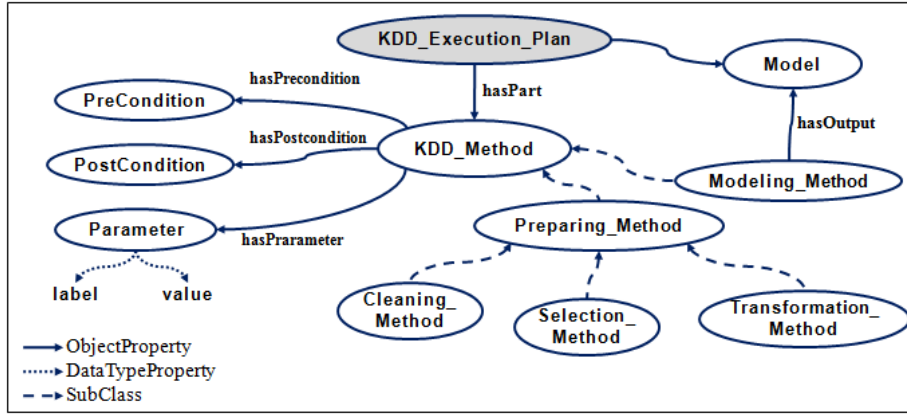 KDD_Execution_Plan
Model
hasPrecondition
PreCondition
hasPart
hasOutput
hasPostcondition
KDD_Method
PostCondition
Modeling_Method
Parameter
hasPrarameter
Preparing_Method
label
value
Cleaning_
Method
Selection_
Method
Transformation_
Method
ObjectProperty
DataTypeProperty
SubClass